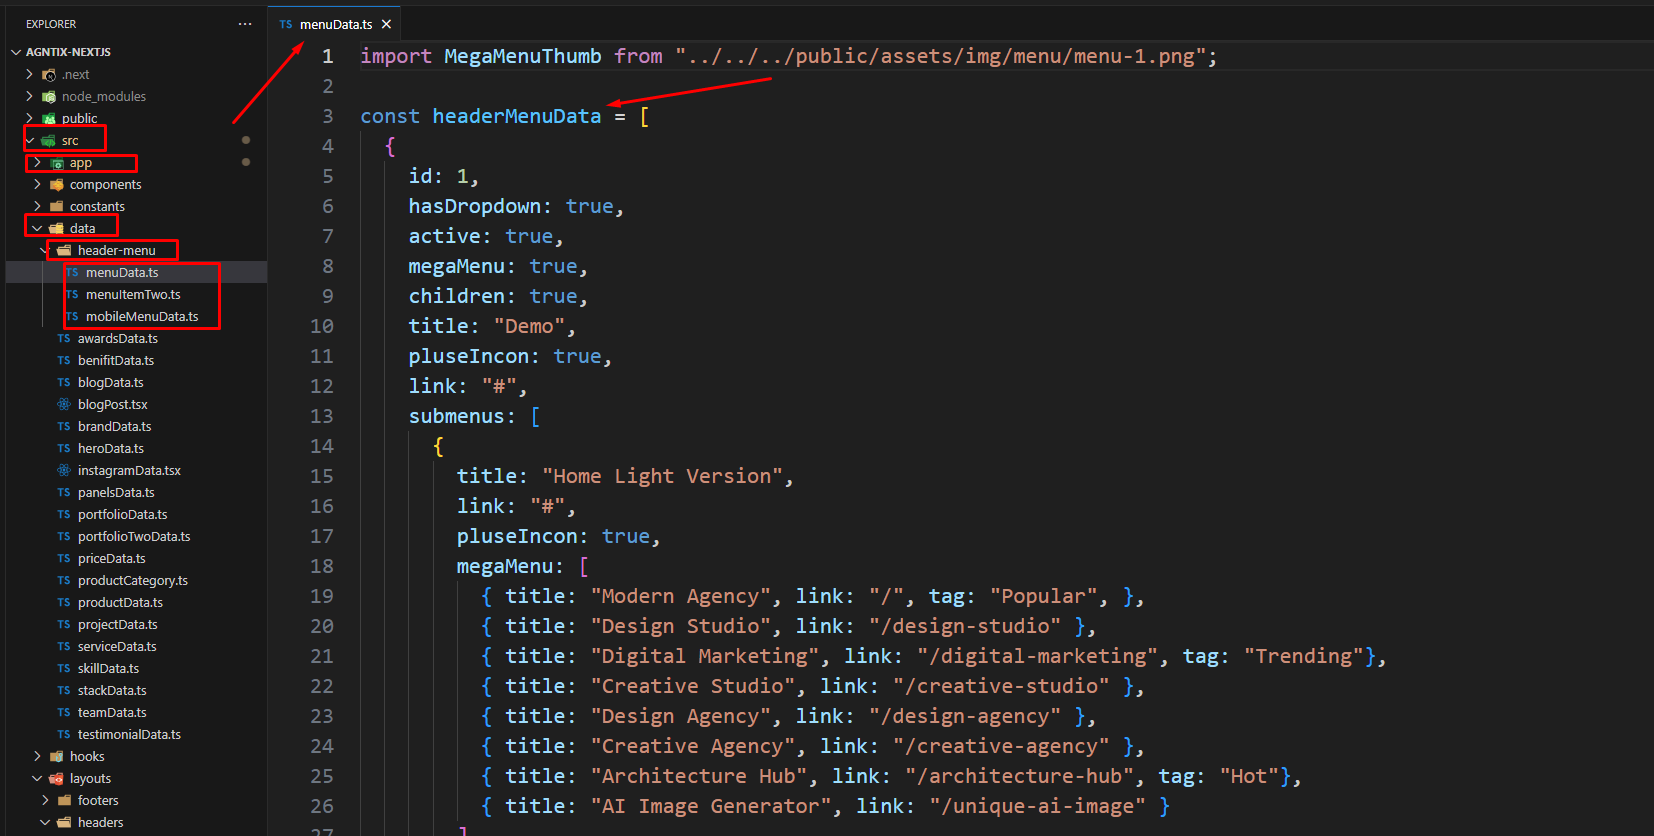 EXPLORER
AGNTIX-NEXTJS
.next
node_modules
public
src
app
components
constants
data
header-menu
TS menuData.ts
TS menuItemTwo.ts
TS mobileMenuData.ts
TS awardsData.ts
TS benifitData.ts
TS blogData.ts
blogPost.tsx
TS brandData.ts
TS heroData.ts
instagramData.tsx
TS panelsData.ts
TS portfolioData.ts
TS portfolioTwoData.ts
TS priceData.ts
TS productCategory.ts
TS productData.ts
TS projectData.ts
TS serviceData.ts
TS skillData.ts
TS stackData.ts
TS teamData.ts
TS testimonialData.ts
hooks
layouts
footers
headers
TS menuData.ts
1 import MegaMenuThumb from "../../../public/assets/img/menu/menu-1.png";
2
3 const headerMenuData = [
4 {
5 id: 1,
6 hasDropdown: true,
7 active: true,
8 megaMenu: true,
9 children: true,
10 title: "Demo",
11 pluseIncon: true,
12 link: "#",
13 submenus: [
14 {
15 title: "Home Light Version",
16 link: "#",
17 pluseIncon: true,
18 megaMenu: [
19 { title: "Modern Agency", link: "/", tag: "Popular", },
20 { title: "Design Studio", link: "/design-studio" },
21 { title: "Digital Marketing", link: "/digital-marketing", tag: "Trending"},
22 { title: "Creative Studio", link: "/creative-studio" },
23 { title: "Design Agency", link: "/design-agency" },
24 { title: "Creative Agency", link: "/creative-agency" },
25 { title: "Architecture Hub", link: "/architecture-hub", tag: "Hot"},
26 { title: "AI Image Generator", link: "/unique-ai-image" }
27 ]